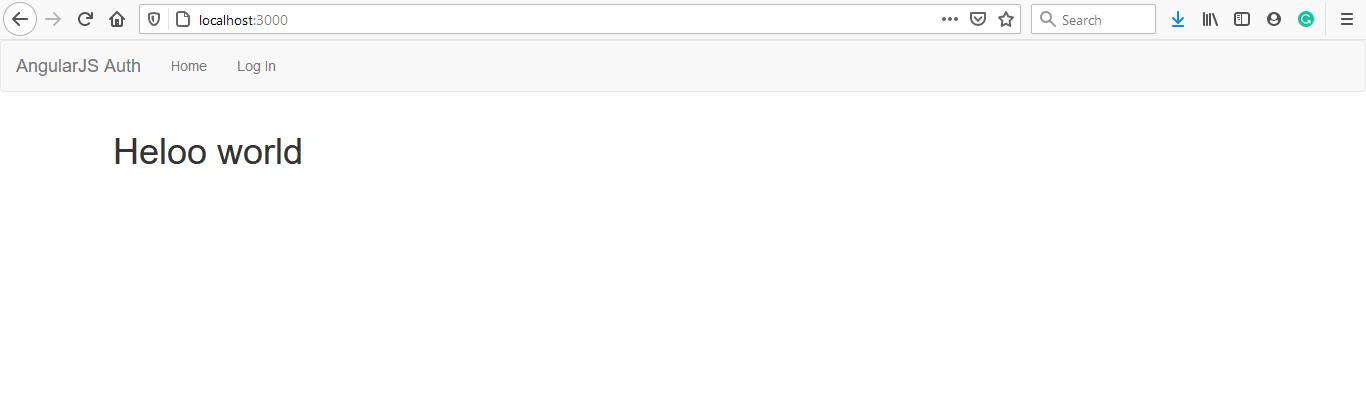 localhost:3000
Search
AngularJS Auth Home Log In
Heloo world